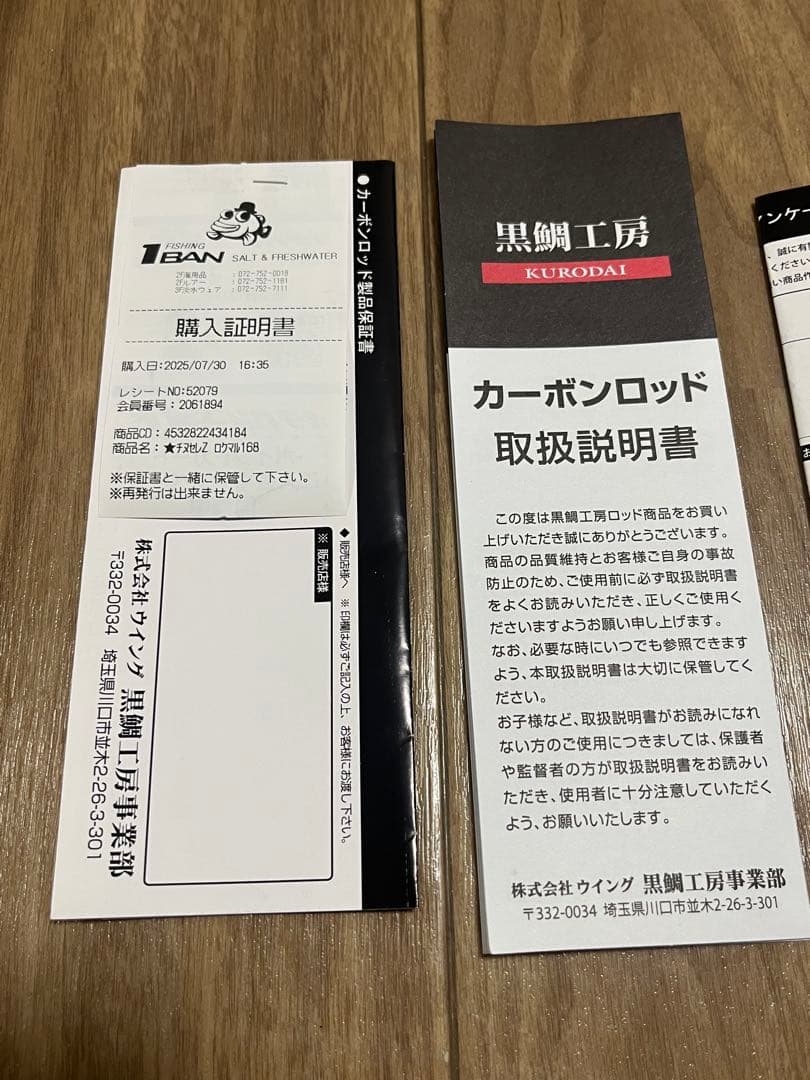 ● カーボンロッド製品保証書
FISHING
1BAN SALT & FRESHWATER
2F海用品 :072-752-0018
2Fルアー :072-752-1181
3F淡水ウェア :072-752-7111
購入証明書
購入日:2025/07/30 16:35
レシートNO:52079
会員番号:2061894
商品CD: 4532822434184
商品名: ★ﾁﾇｾﾚZ ﾛｸﾏﾙ168
※保証書と一緒に保管して下さい。
※再発行は出来ません。
◆ 販売店様へ ※ 印欄は必ずご記入の上、お客様にお渡し下さい。
※ 販売店様
株式会社 ウイング 黒鯛工房事業部
〒332-0034 埼玉県川口市並木2-26-3-301
黒鯛工房
KURODAI
カーボンロッド
取扱説明書
この度は黒鯛工房ロッド商品をお買い
上げいただき誠にありがとうございます。
商品の品質維持とお客様ご自身の事故
防止のため、ご使用前に必ず取扱説明書
をよくお読みいただき、正しくご使用く
ださいますようお願い申し上げます。
なお、必要な時にいつでも参照できます
よう、本取扱説明書は大切に保管してく
ださい。
お子様など、取扱説明書がお読みになれ
ない方のご使用につきましては、保護者
や監督者の方が取扱説明書をお読みい
ただき、使用者に十分注意していただく
よう、お願いいたします。
株式会社 ウイング 黒鯛工房事業部
〒332-0034 埼玉県川口市並木2-26-3-301
ンケー
誠に有
ください
い商品作
お